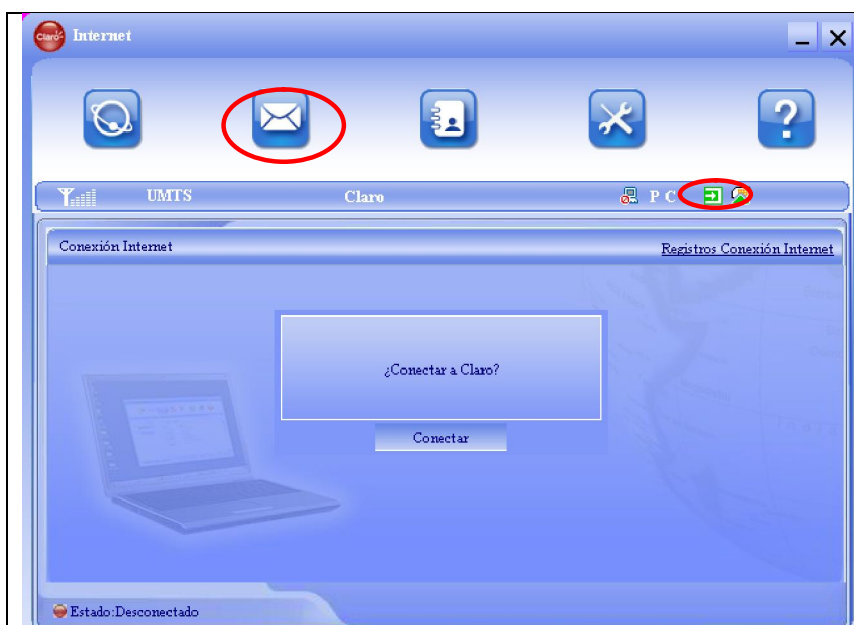 Claro Internet
UMTS Claro P C
Conexión Internet Registros Conexión Internet
¿Conectar a Claro?
Conectar
Estado:Desconectado